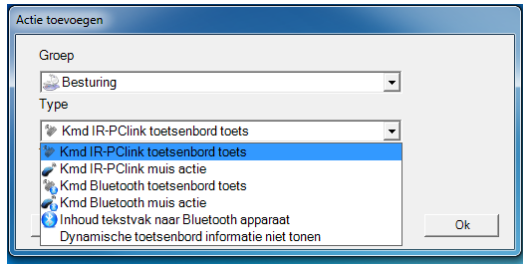 Actie toevoegen
Groep
Besturing
Type
Kmd IR-PClink toetsenbord toets
Kmd IR-PClink toetsenbord toets
Kmd IR-PClink muis actie
Kmd Bluetooth toetsenbord toets
Kmd Bluetooth muis actie
Inhoud tekstvak naar Bluetooth apparaat
Dynamische toetsenbord informatie niet tonen
Ok